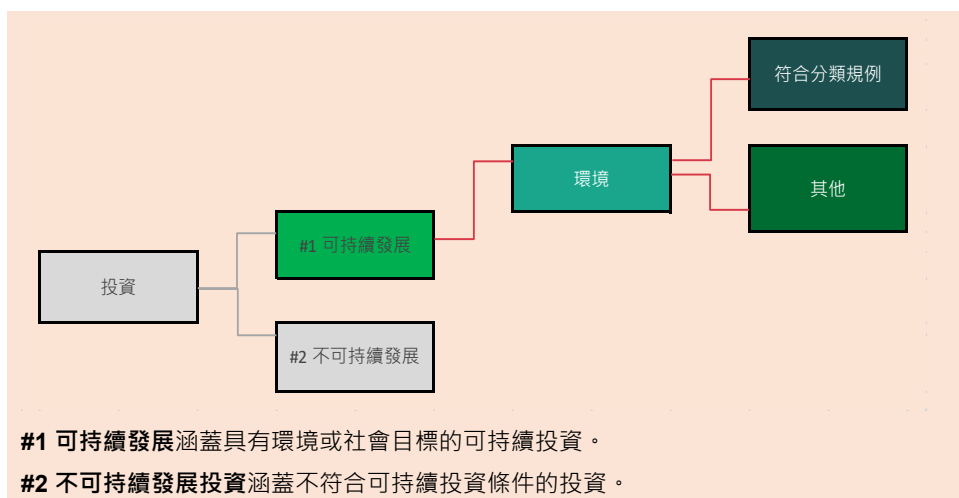 符合分類規例
環境
其他
#1 可持續發展
投資
#2 不可持續發展
#1 可持續發展涵蓋具有環境或社會目標的可持續投資。
#2 不可持續發展投資涵蓋不符合可持續投資條件的投資。